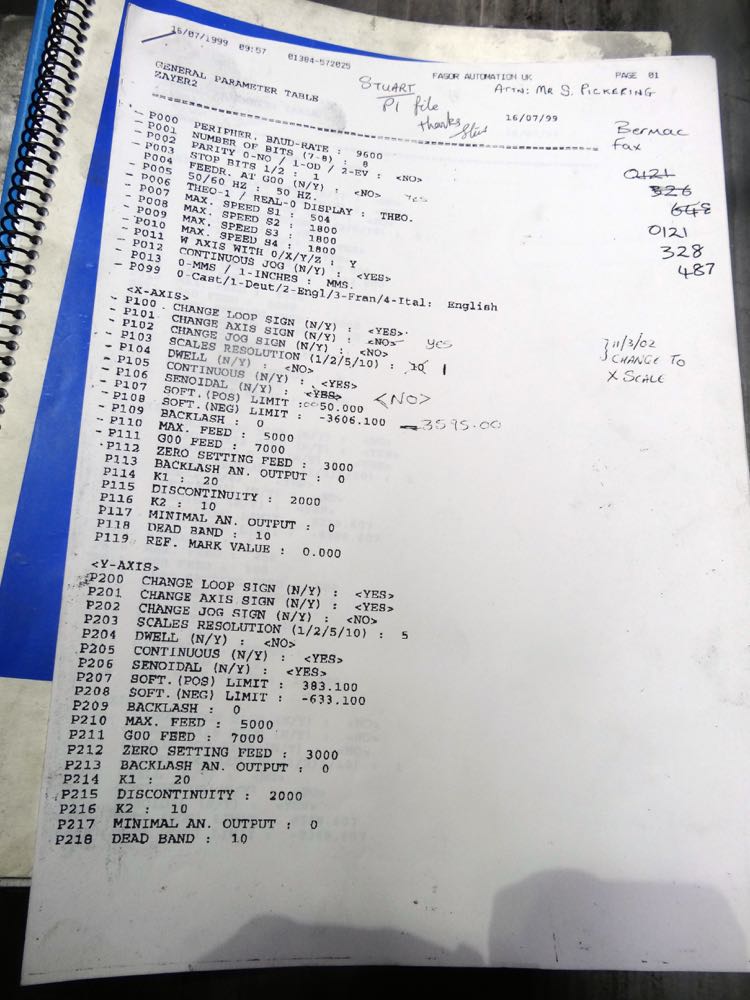 16/07/1999 09:57 01384-572025 FAGOR AUTOMATION UK PAGE 01
GENERAL PARAMETER TABLE
ZAYER2
STUART
P1 file
thanks
ATTN: MR S. PICKERING
16/07/99
Bermac
Fax
0121
326
648
0121
328
487
P000 PERIPHER. BAUD-RATE : 9600
P001 NUMBER OF BITS (7-8) : 8
P002 PARITY 0-NO / 1-OD / 2-EV : <NO>
P003 STOP BITS 1/2 : 1
P004 FEEDR. AT G00 (N/Y) : <NO> YES
P005 50/60 HZ : 50 HZ.
P006 THEO-1 / REAL-0 DISPLAY : THEO.
P007 MAX. SPEED S1 : 504
P008 MAX. SPEED S2 : 1800
P009 MAX. SPEED S3 : 1800
P010 MAX. SPEED S4 : 1800
P011 W AXIS WITH 0/X/Y/Z : Y
P012 CONTINUOUS JOG (N/Y) : <YES>
P013 0-MMS / 1-INCHES : MMS.
P099 0-Cast/1-Deut/2-Engl/3-Fran/4-Ital: English
<X-AXIS>
P100 CHANGE LOOP SIGN (N/Y) : <YES>
P101 CHANGE AXIS SIGN (N/Y) : <NO> YES
P102 CHANGE JOG SIGN (N/Y) : <NO>
P103 SCALES RESOLUTION (1/2/5/10) : 10 1
P104 DWELL (N/Y) : <NO>
P105 CONTINUOUS (N/Y) : <YES>
P106 SENOIDAL (N/Y) : <YES> <NO>
P107 SOFT.(POS) LIMIT : 50.000
P108 SOFT.(NEG) LIMIT : -3606.100 -3595.00
P109 BACKLASH : 0
P110 MAX. FEED : 5000
P111 G00 FEED : 7000
P112 ZERO SETTING FEED : 3000
P113 BACKLASH AN. OUTPUT : 0
P114 K1 : 20
P115 DISCONTINUITY : 2000
P116 K2 : 10
P117 MINIMAL AN. OUTPUT : 0
P118 DEAD BAND : 10
P119 REF. MARK VALUE : 0.000
11/3/02
CHANGE TO
X SCALE
<Y-AXIS>
P200 CHANGE LOOP SIGN (N/Y) : <YES>
P201 CHANGE AXIS SIGN (N/Y) : <YES>
P202 CHANGE JOG SIGN (N/Y) : <NO>
P203 SCALES RESOLUTION (1/2/5/10) : 5
P204 DWELL (N/Y) : <NO>
P205 CONTINUOUS (N/Y) : <YES>
P206 SENOIDAL (N/Y) : <YES>
P207 SOFT.(POS) LIMIT : 383.100
P208 SOFT.(NEG) LIMIT : -633.100
P209 BACKLASH : 0
P210 MAX. FEED : 5000
P211 G00 FEED : 7000
P212 ZERO SETTING FEED : 3000
P213 BACKLASH AN. OUTPUT : 0
P214 K1 : 20
P215 DISCONTINUITY : 2000
P216 K2 : 10
P217 MINIMAL AN. OUTPUT : 0
P218 DEAD BAND : 10